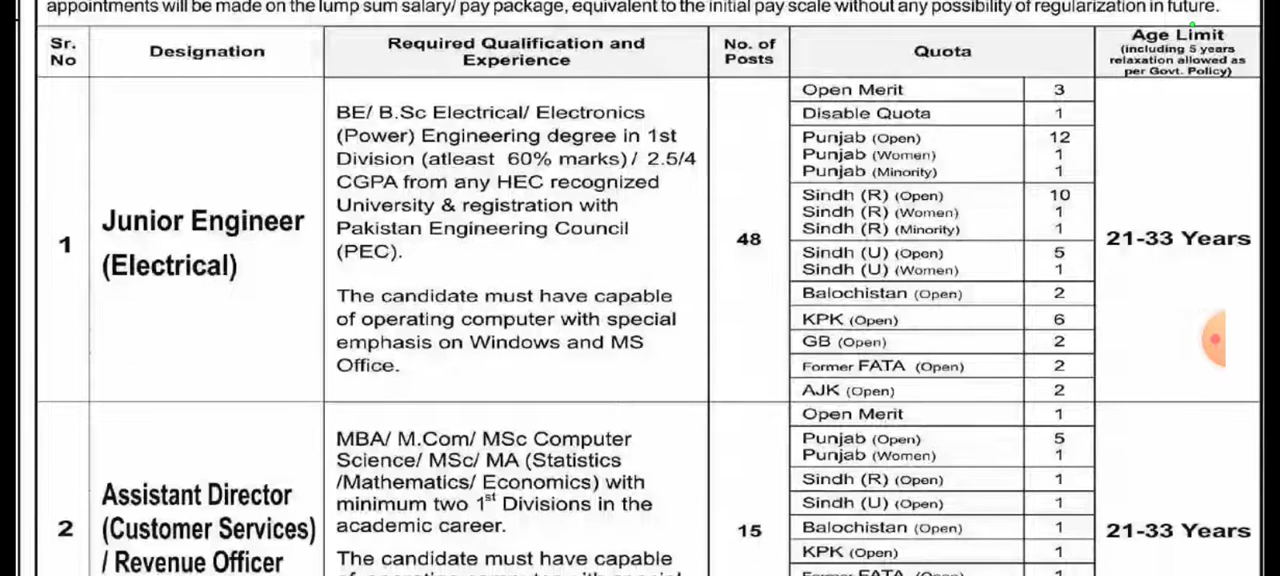 appointments will be made on the lump sum salary/ pay package, equivalent to the initial pay scale without any possibility of regularization in future.
Sr. No
Designation
Required Qualification and Experience
No. of Posts
Quota
Age Limit
(including 5 years
relaxation allowed as
per Govt. Policy)
1
Junior Engineer
(Electrical)
BE/ B.Sc Electrical/ Electronics
(Power) Engineering degree in 1st
Division (atleast 60% marks) / 2.5/4
CGPA from any HEC recognized
University & registration with
Pakistan Engineering Council
(PEC).
The candidate must have capable
of operating computer with special
emphasis on Windows and MS
Office.
48
Open Merit 3
Disable Quota 1
Punjab (Open) 12
Punjab (Women) 1
Punjab (Minority) 1
Sindh (R) (Open) 10
Sindh (R) (Women) 1
Sindh (R) (Minority) 1
Sindh (U) (Open) 5
Sindh (U) (Women) 1
Balochistan (Open) 2
KPK (Open) 6
GB (Open) 2
Former FATA (Open) 2
AJK (Open) 2
21-33 Years
2
Assistant Director
(Customer Services)
/ Revenue Officer
MBA/ M.Com/ MSc Computer
Science/ MSc/ MA (Statistics
/Mathematics/ Economics) with
minimum two 1st Divisions in the
academic career.
The candidate must have capable
of operating computer with special
15
Open Merit 1
Punjab (Open) 5
Punjab (Women) 1
Sindh (R) (Open) 1
Sindh (U) (Open) 1
Balochistan (Open) 1
KPK (Open) 1
Former FATA (Open) 1
21-33 Years